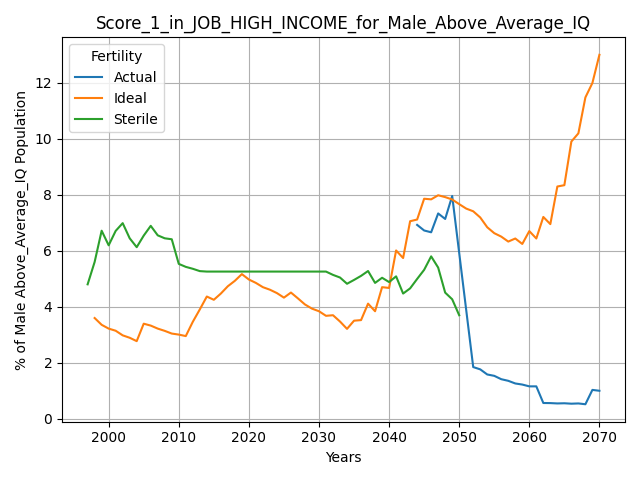 Score_1_in_JOB_HIGH_INCOME_for_Male_Above_Average_IQ
% of Male Above_Average_IQ Population
Fertility
Actual
Ideal
Sterile
12
10
8
6
4
2
0
2000 2010 2020 2030 2040 2050 2060 2070
Years